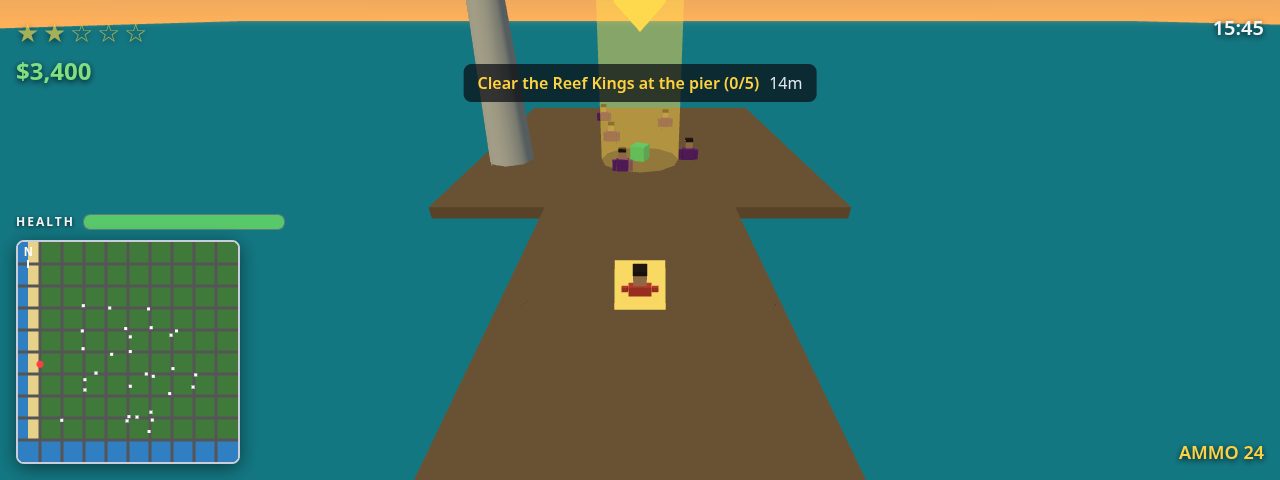 ★★☆☆☆
15:45
$3,400
Clear the Reef Kings at the pier (0/5) 14m
HEALTH
N
AMMO 24